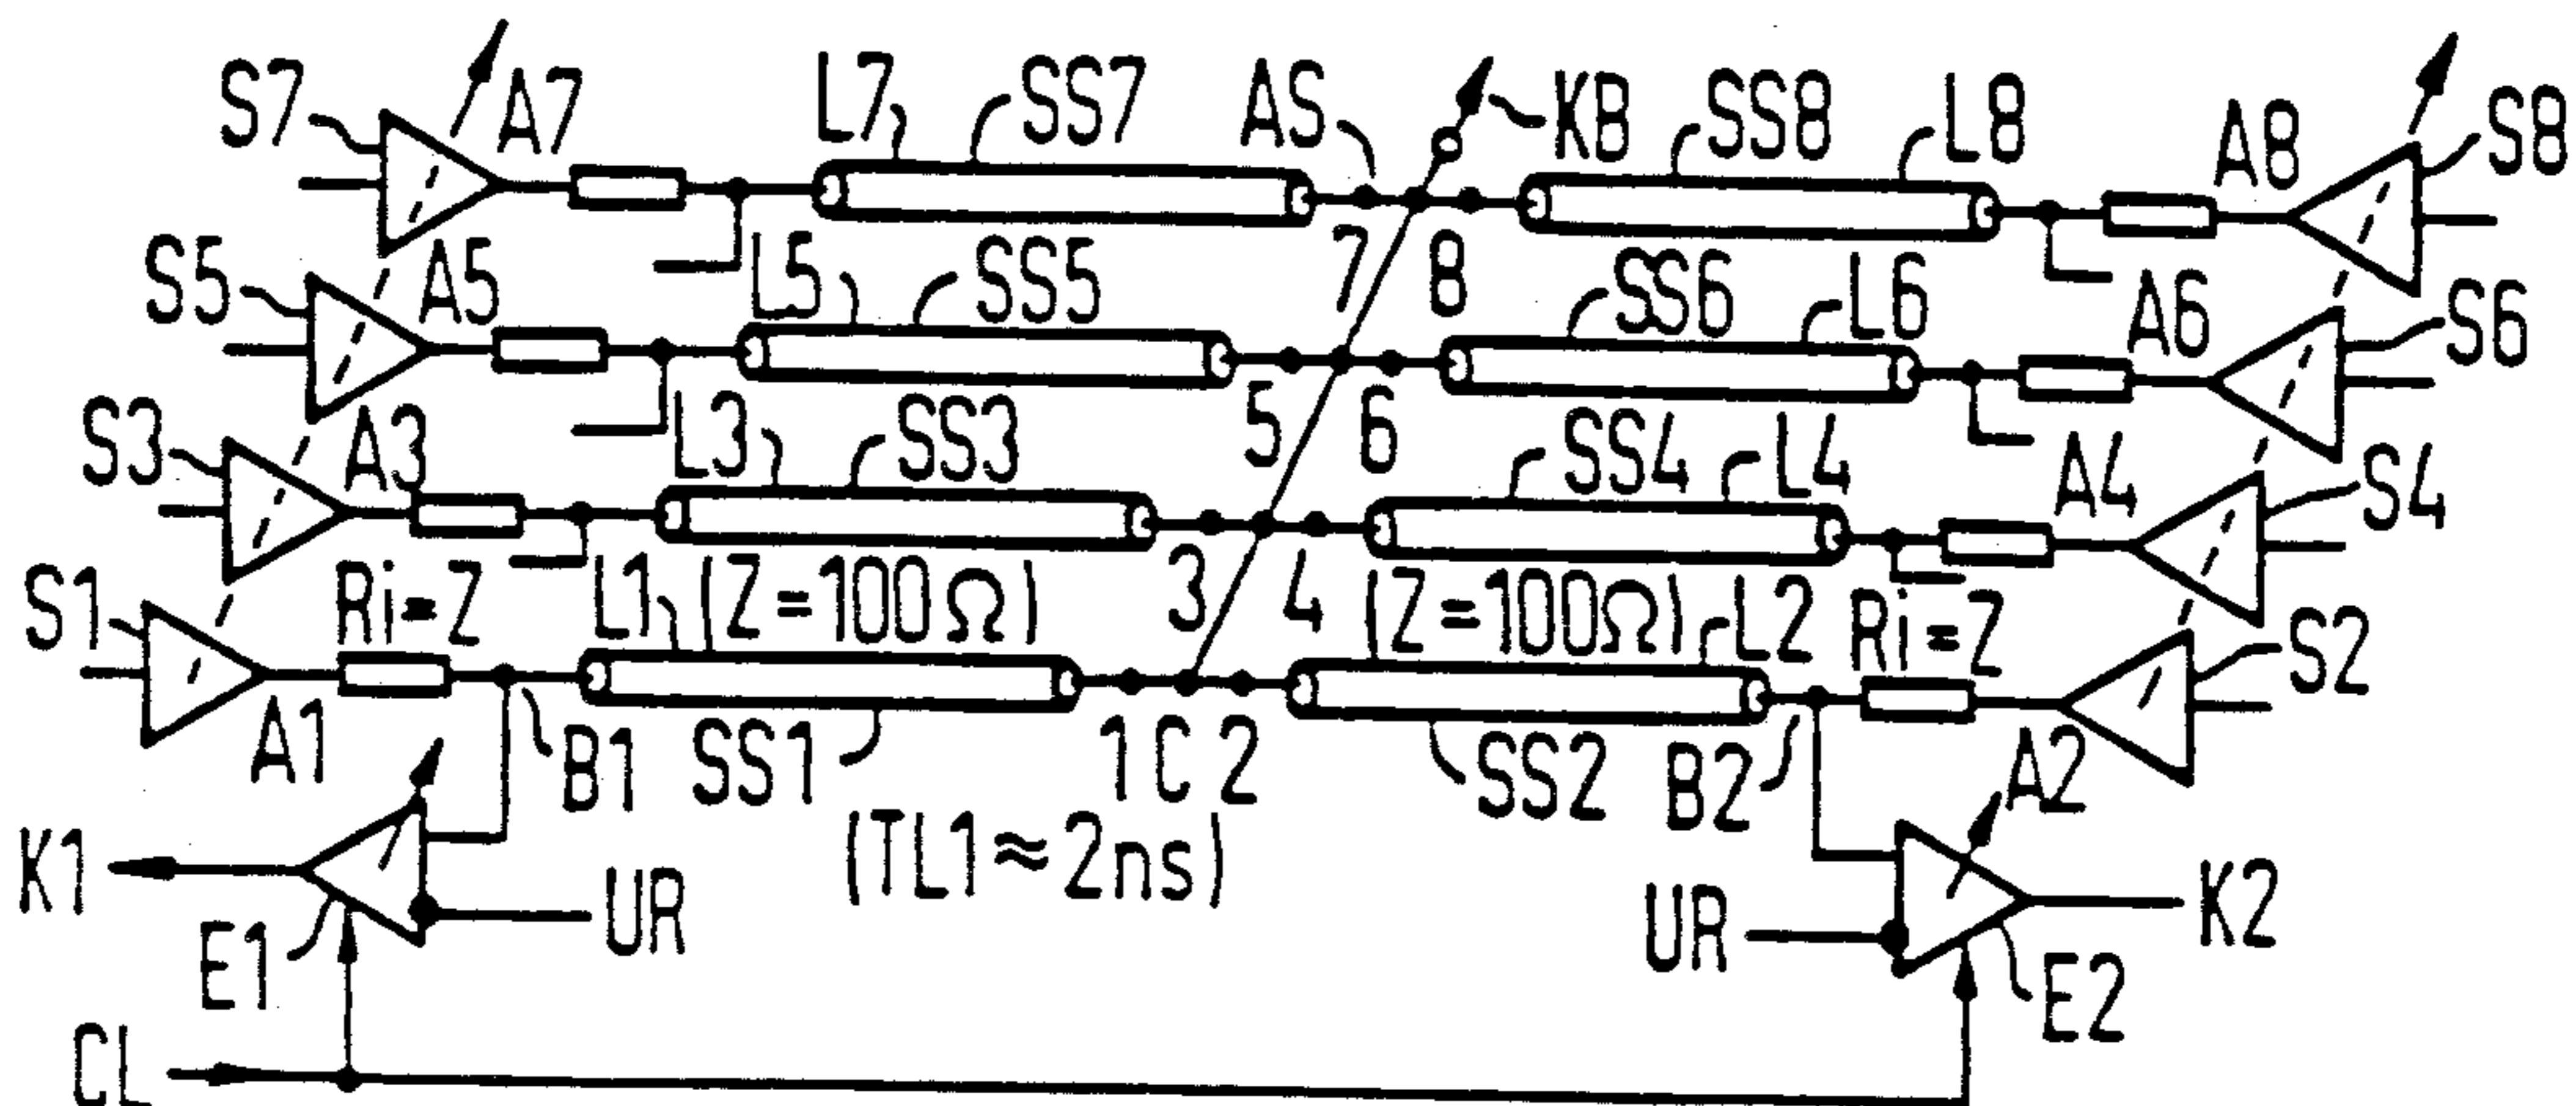 S7 A7 L7 SS7 AS KB SS8 L8 A8 S8
7 8
S5 A5 L5 SS5 SS6 L6 A6 S6
5 6
S3 A3 L3 SS3 SS4 L4 A4 S4
3 4
S1 Ri=Z L1 (Z=100Ω) (Z=100Ω) L2 Ri=Z S2
A1 B1 SS1 1 C 2 SS2 B2 A2
(TL1≈2ns)
K1 UR UR K2
E1 E2
CL